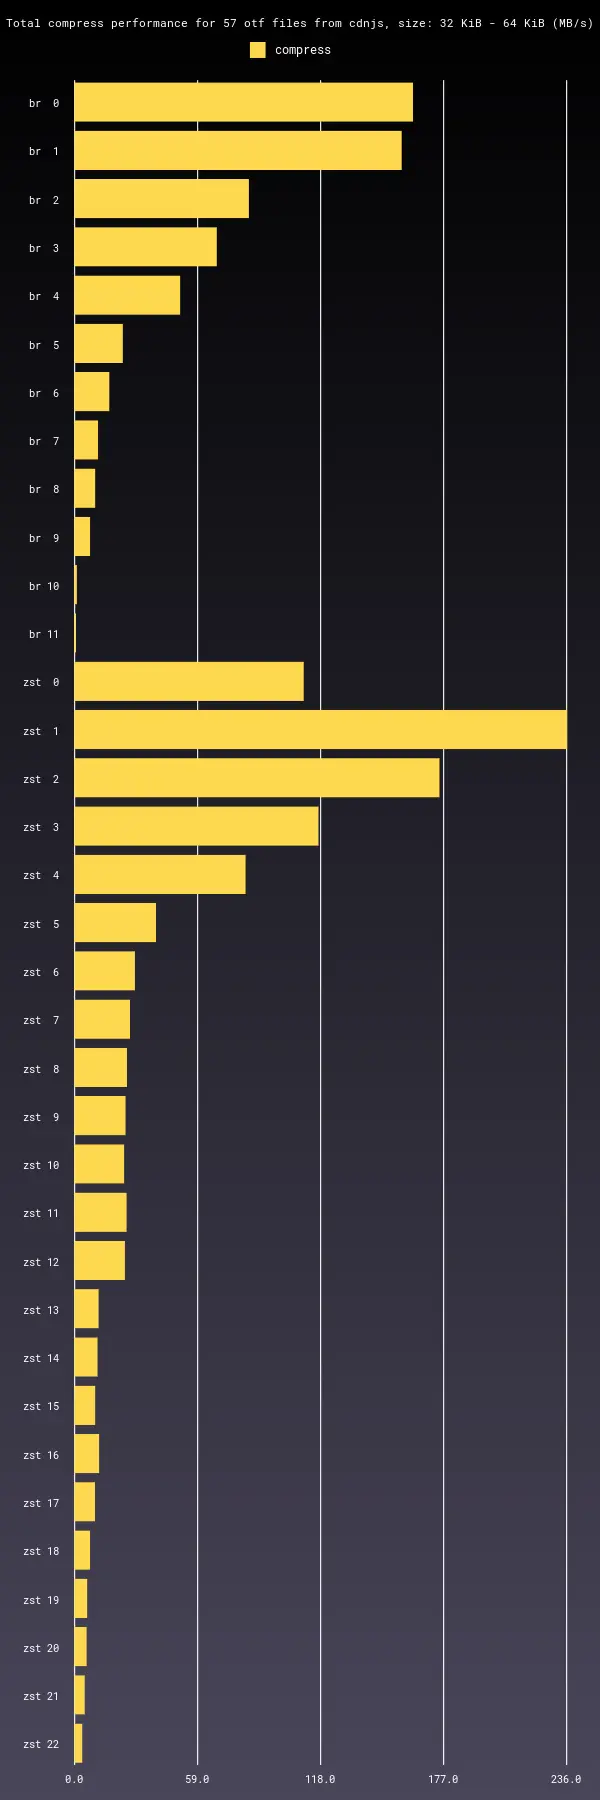 Total compress performance for 57 otf files from cdnjs, size: 32 KiB - 64 KiB (MB/s)
compress
br 0
br 1
br 2
br 3
br 4
br 5
br 6
br 7
br 8
br 9
br 10
br 11
zst 0
zst 1
zst 2
zst 3
zst 4
zst 5
zst 6
zst 7
zst 8
zst 9
zst 10
zst 11
zst 12
zst 13
zst 14
zst 15
zst 16
zst 17
zst 18
zst 19
zst 20
zst 21
zst 22
0.0 59.0 118.0 177.0 236.0